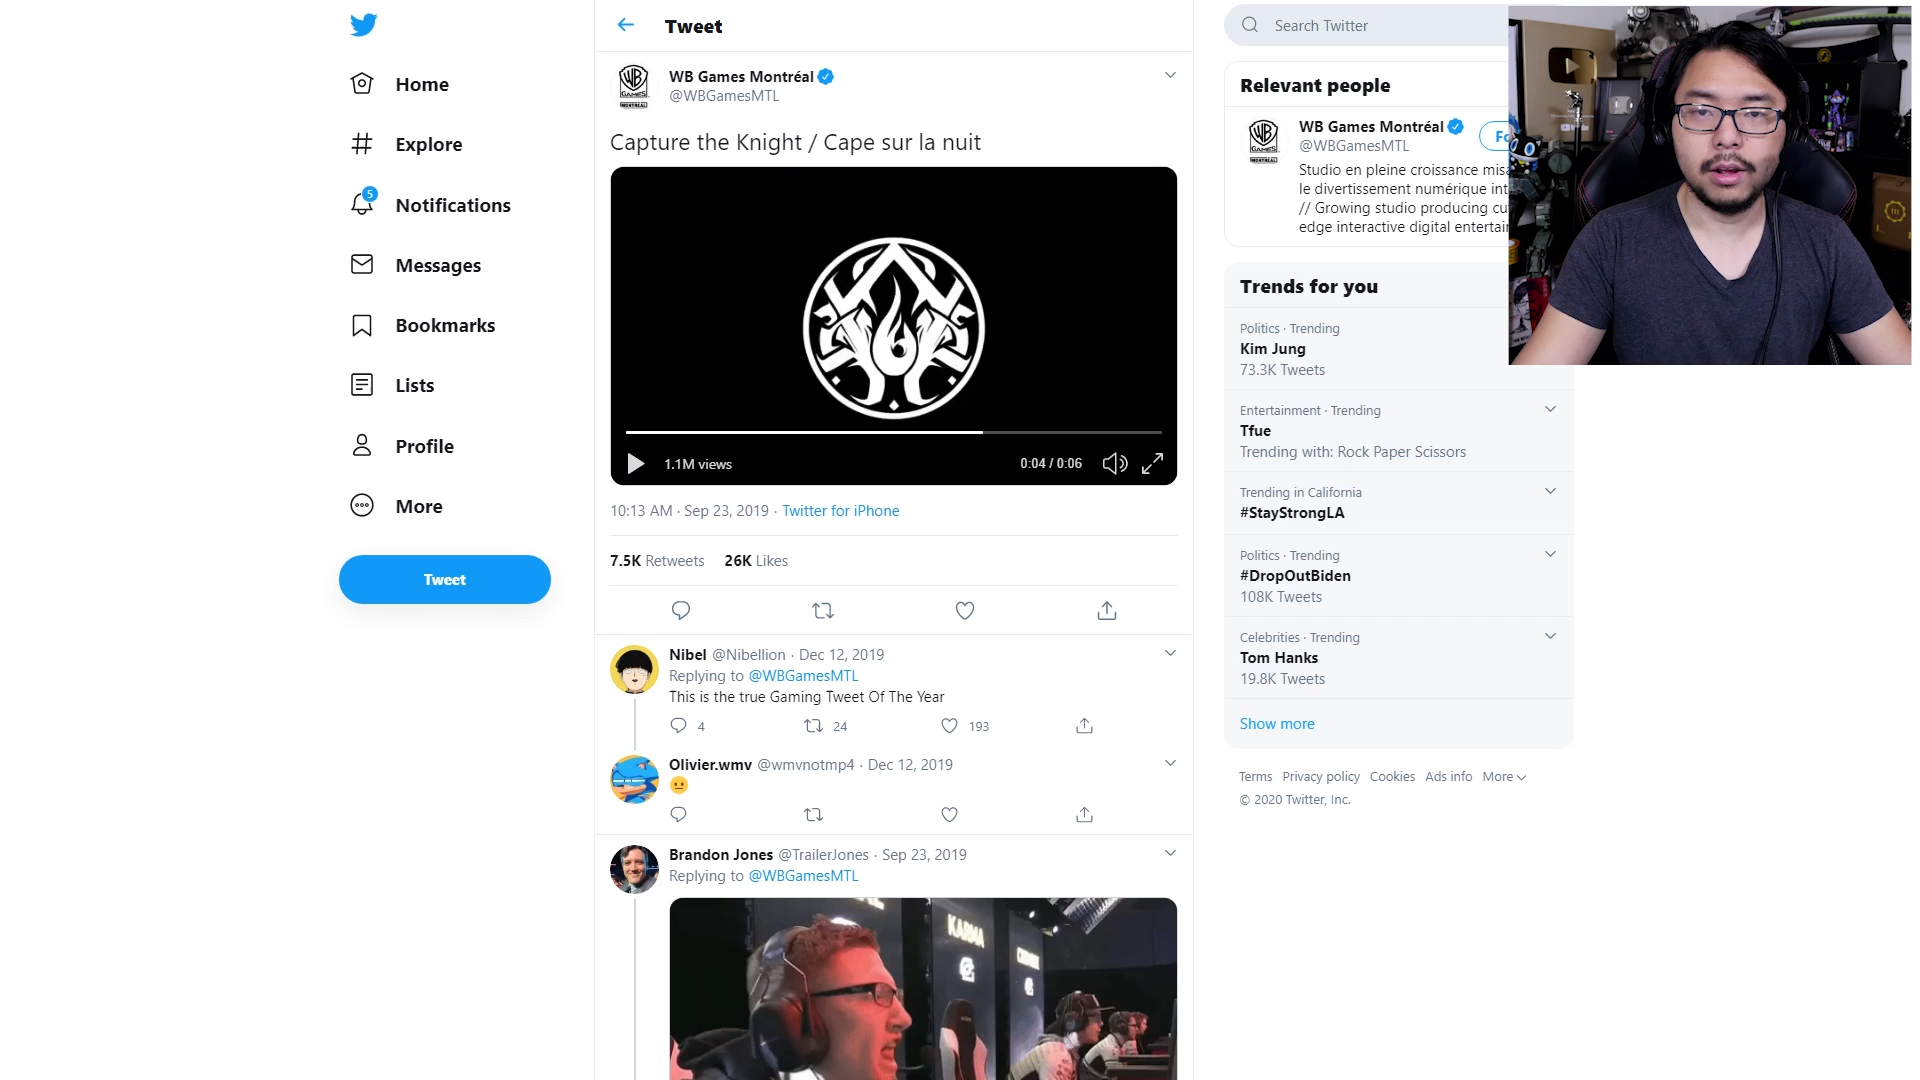 Home
Explore
5
Notifications
Messages
Bookmarks
Lists
Profile
More
Tweet
Tweet
WB Games Montréal
@WBGamesMTL
Capture the Knight / Cape sur la nuit
1.1M views
0:04 / 0:06
10:13 AM · Sep 23, 2019 · Twitter for iPhone
7.5K Retweets 26K Likes
Nibel @Nibellion · Dec 12, 2019
Replying to @WBGamesMTL
This is the true Gaming Tweet Of The Year
4 24 193
Olivier.wmv @wmvnotmp4 · Dec 12, 2019
Brandon Jones @TrailerJones · Sep 23, 2019
Replying to @WBGamesMTL
KARMA
Search Twitter
Relevant people
WB Games Montréal
@WBGamesMTL
Fo
Studio en pleine croissance misa
le divertissement numérique int
// Growing studio producing cu
edge interactive digital entertain
Trends for you
Politics · Trending
Kim Jung
73.3K Tweets
Entertainment · Trending
Tfue
Trending with: Rock Paper Scissors
Trending in California
#StayStrongLA
Politics · Trending
#DropOutBiden
108K Tweets
Celebrities · Trending
Tom Hanks
19.8K Tweets
Show more
Terms Privacy policy Cookies Ads info More
© 2020 Twitter, Inc.